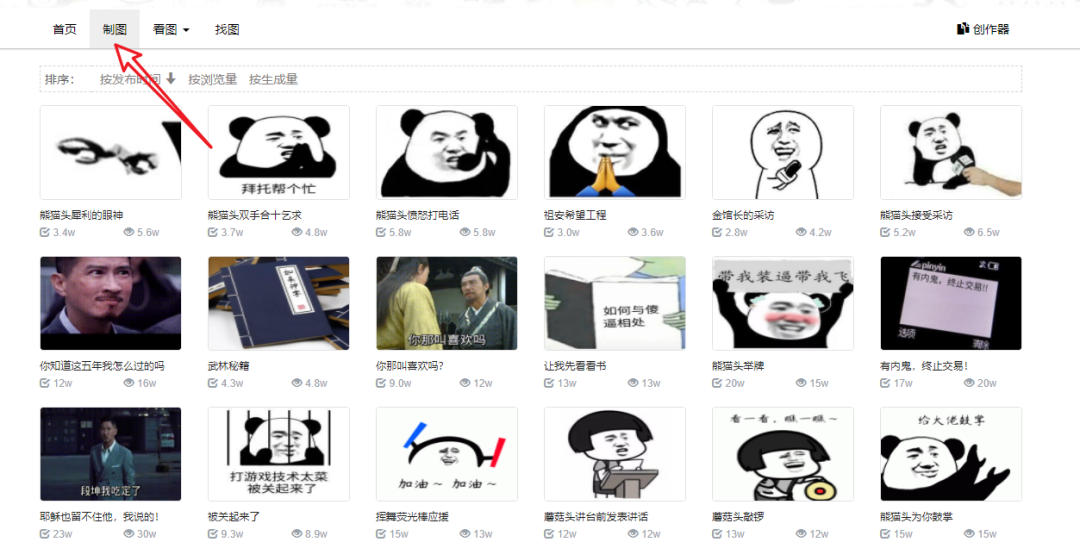 首页 制图 看图 找图 创作器
排序: 按发布时间 按浏览量 按生成量
拜托帮个忙
熊猫头犀利的眼神 熊猫头双手合十乞求 熊猫头愤怒打电话 祖安希望工程 金馆长的采访 熊猫头接受采访
3.4w 5.6w 3.7w 4.8w 5.8w 5.8w 3.0w 3.6w 2.8w 4.2w 5.2w 6.5w
如来神掌
你那叫喜欢吗
如何与傻
逼相处
带我装逼带我飞
pinyin
有内鬼，终止交易!!
选项 清除
你知道这五年我怎么过的吗 武林秘籍 你那叫喜欢吗? 让我先看看书 熊猫头举牌 有内鬼，终止交易!
12w 16w 4.3w 4.8w 9.0w 12w 13w 13w 20w 15w 17w 20w
段坤我吃定了
打游戏技术太菜
被关起来了
加油~ 加油~
看一看，瞧一瞧~
给大佬鼓掌
耶稣也留不住他，我说的! 被关起来了 挥舞荧光棒应援 蘑菇头讲台前发表讲话 蘑菇头敲锣 熊猫头为你鼓掌
23w 30w 9.3w 8.9w 15w 13w 12w 12w 13w 12w 15w 15w